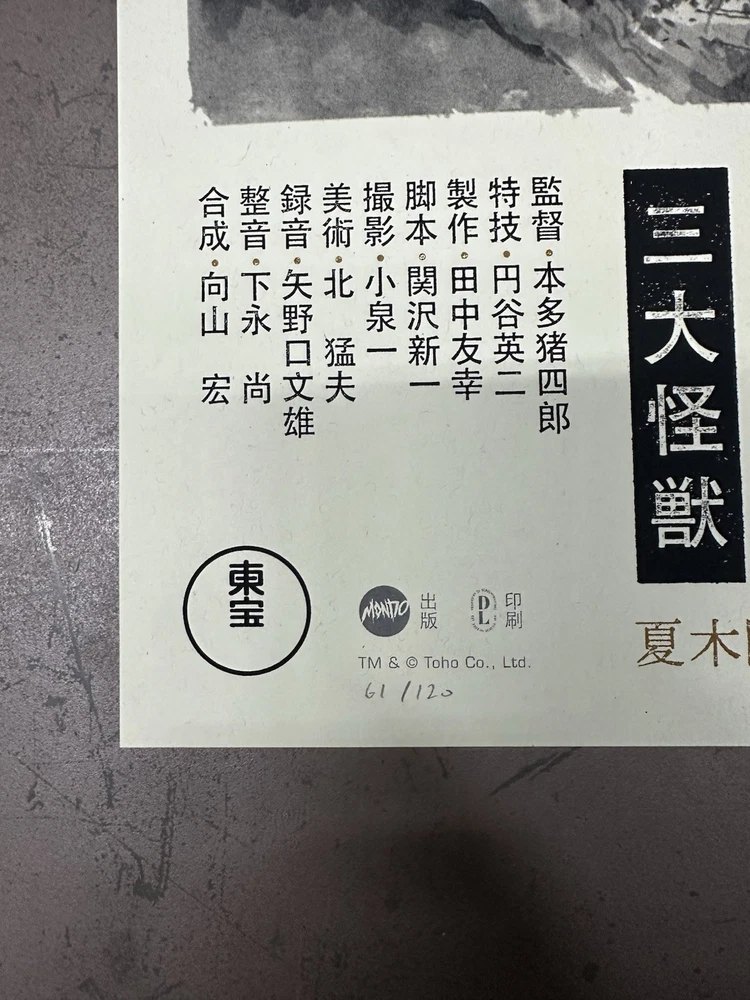 三大怪獣
夏木
監督・本多猪四郎
特技・円谷英二
製作・田中友幸
脚本・関沢新一
撮影・小泉一
美術・北 猛夫
録音・矢野口文雄
整音・下永 尚
合成・向山 宏
東宝
MONDO 出版 DL 印刷
TM & © Toho Co., Ltd.
61/120